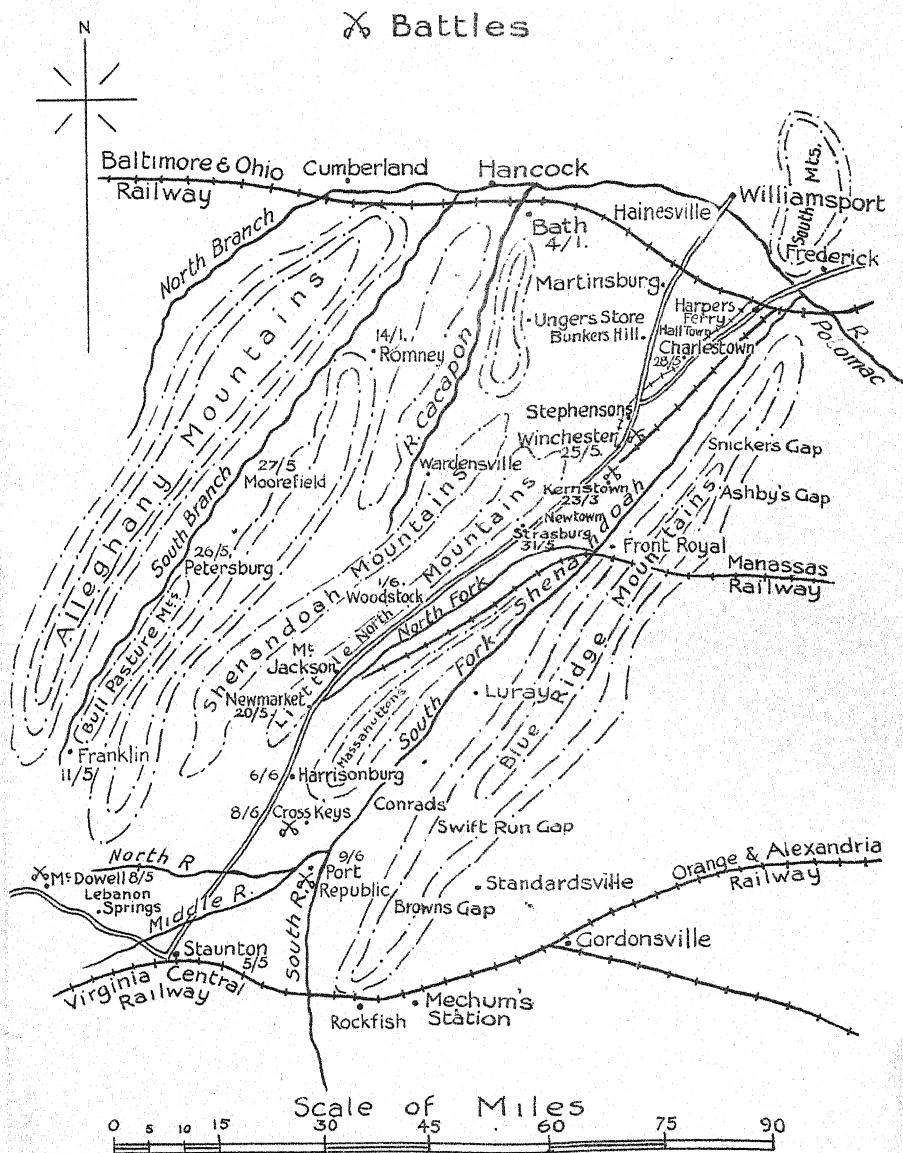 Battles
N
Baltimore & Ohio
Railway
Cumberland
Hancock
Williamsport
South Mts.
Hainesville
Bath
4/1.
Frederick
North Branch
Martinsburg
Harpers
Ferry
Ungers Store
Bunkers Hill
Hall Town
Charlestown
28/5
R
Potomac
14/1.
Romney
R. Cacapon
Alleghany Mountains
Stephensons
Winchester
25/5.
Snickers Gap
27/5
Moorefield
Wardensville
Kernstown
23/3
Ashby's Gap
South Branch
Newtown
Strasburg
31/5
Front Royal
Manassas
Railway
26/5.
Petersburg
1/6.
Woodstock
North Fork
Shenandoah
Bull Pasture Mts
Shenandoah Mountains
Little North Mountains
Mt
Jackson
Newmarket
20/5.
Massanuttons
South Fork
Luray
Blue Ridge Mountains
Franklin
11/5
6/6
Harrisonburg
8/6
Cross Keys
Conrads
Swift Run Gap
North R
9/6
Port
Republic
Orange & Alexandria
Railway
McDowell 8/5
Lebanon
Springs
Middle R.
South R.
Standardsville
Browns Gap
Staunton
5/5
Gordonsville
Virginia Central
Railway
Rockfish
Mechum's
Station
Scale of Miles
0 5 10 15 30 45 60 75 90